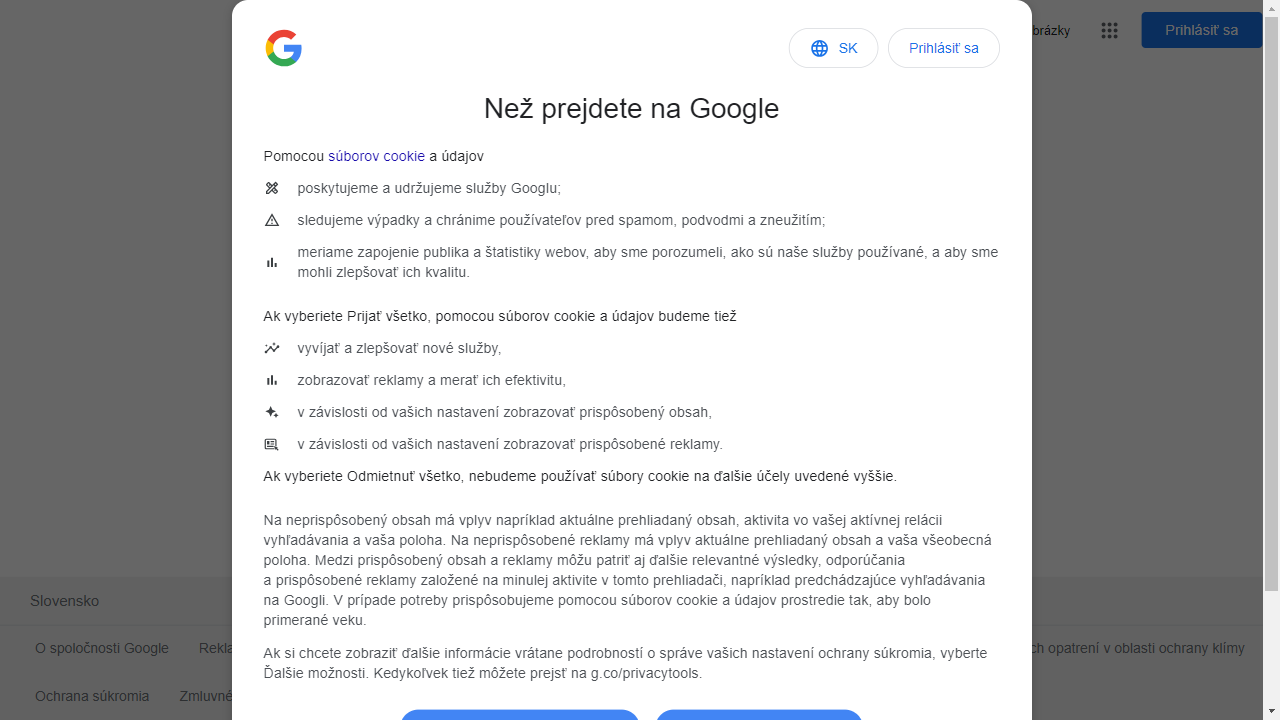 SK
Prihlásiť sa
brázky
Prihlásiť sa
Než prejdete na Google
Pomocou súborov cookie a údajov
poskytujeme a udržujeme služby Googlu;
sledujeme výpadky a chránime používateľov pred spamom, podvodmi a zneužitím;
meriame zapojenie publika a štatistiky webov, aby sme porozumeli, ako sú naše služby používané, a aby sme
mohli zlepšovať ich kvalitu.
Ak vyberiete Prijať všetko, pomocou súborov cookie a údajov budeme tiež
vyvíjať a zlepšovať nové služby,
zobrazovať reklamy a merať ich efektivitu,
v závislosti od vašich nastavení zobrazovať prispôsobený obsah,
v závislosti od vašich nastavení zobrazovať prispôsobené reklamy.
Ak vyberiete Odmietnuť všetko, nebudeme používať súbory cookie na ďalšie účely uvedené vyššie.
Na neprispôsobený obsah má vplyv napríklad aktuálne prehliadaný obsah, aktivita vo vašej aktívnej relácii
vyhľadávania a vaša poloha. Na neprispôsobené reklamy má vplyv aktuálne prehliadaný obsah a vaša všeobecná
poloha. Medzi prispôsobený obsah a reklamy môžu patriť aj ďalšie relevantné výsledky, odporúčania
a prispôsobené reklamy založené na minulej aktivite v tomto prehliadači, napríklad predchádzajúce vyhľadávania
na Googli. V prípade potreby prispôsobujeme pomocou súborov cookie a údajov prostredie tak, aby bolo
primerané veku.
Ak si chcete zobraziť ďalšie informácie vrátane podrobností o správe vašich nastavení ochrany súkromia, vyberte
Ďalšie možnosti. Kedykoľvek tiež môžete prejsť na g.co/privacytools.
Slovensko
O spoločnosti Google
Rekla
ch opatrení v oblasti ochrany klímy
Ochrana súkromia
Zmluvné